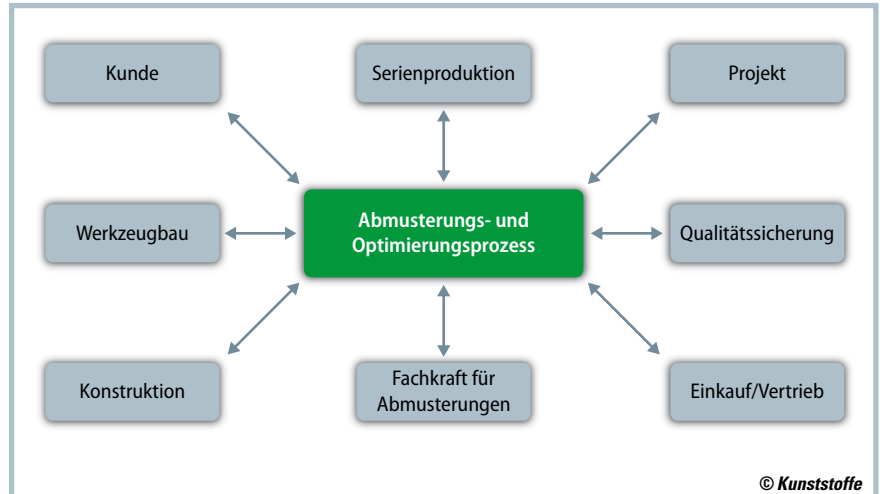 Kunde
Serienproduktion
Projekt
Werkzeugbau
Abmusterungs- und
Optimierungsprozess
Qualitätssicherung
Konstruktion
Fachkraft für
Abmusterungen
Einkauf/Vertrieb
© Kunststoffe